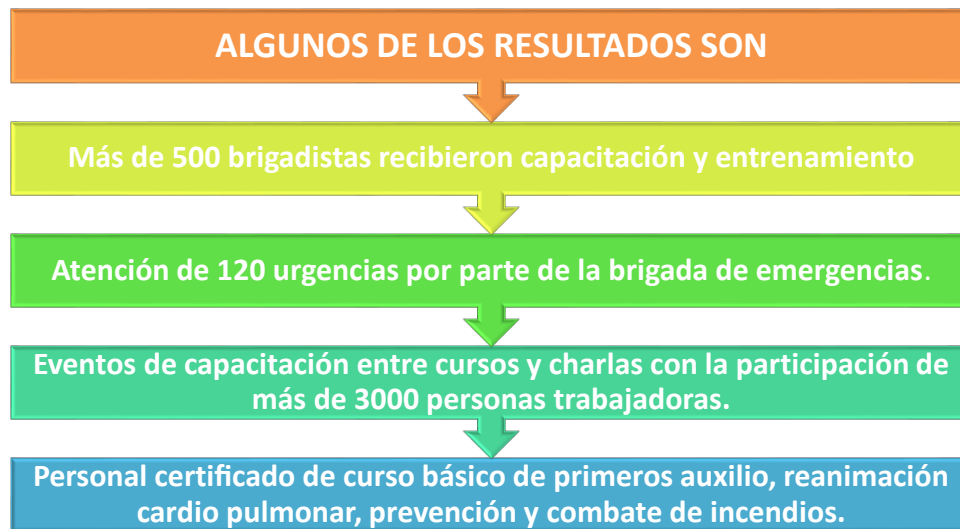 ALGUNOS DE LOS RESULTADOS SON
Más de 500 brigadistas recibieron capacitación y entrenamiento
Atención de 120 urgencias por parte de la brigada de emergencias.
Eventos de capacitación entre cursos y charlas con la participación de
más de 3000 personas trabajadoras.
Personal certificado de curso básico de primeros auxilio, reanimación
cardio pulmonar, prevención y combate de incendios.